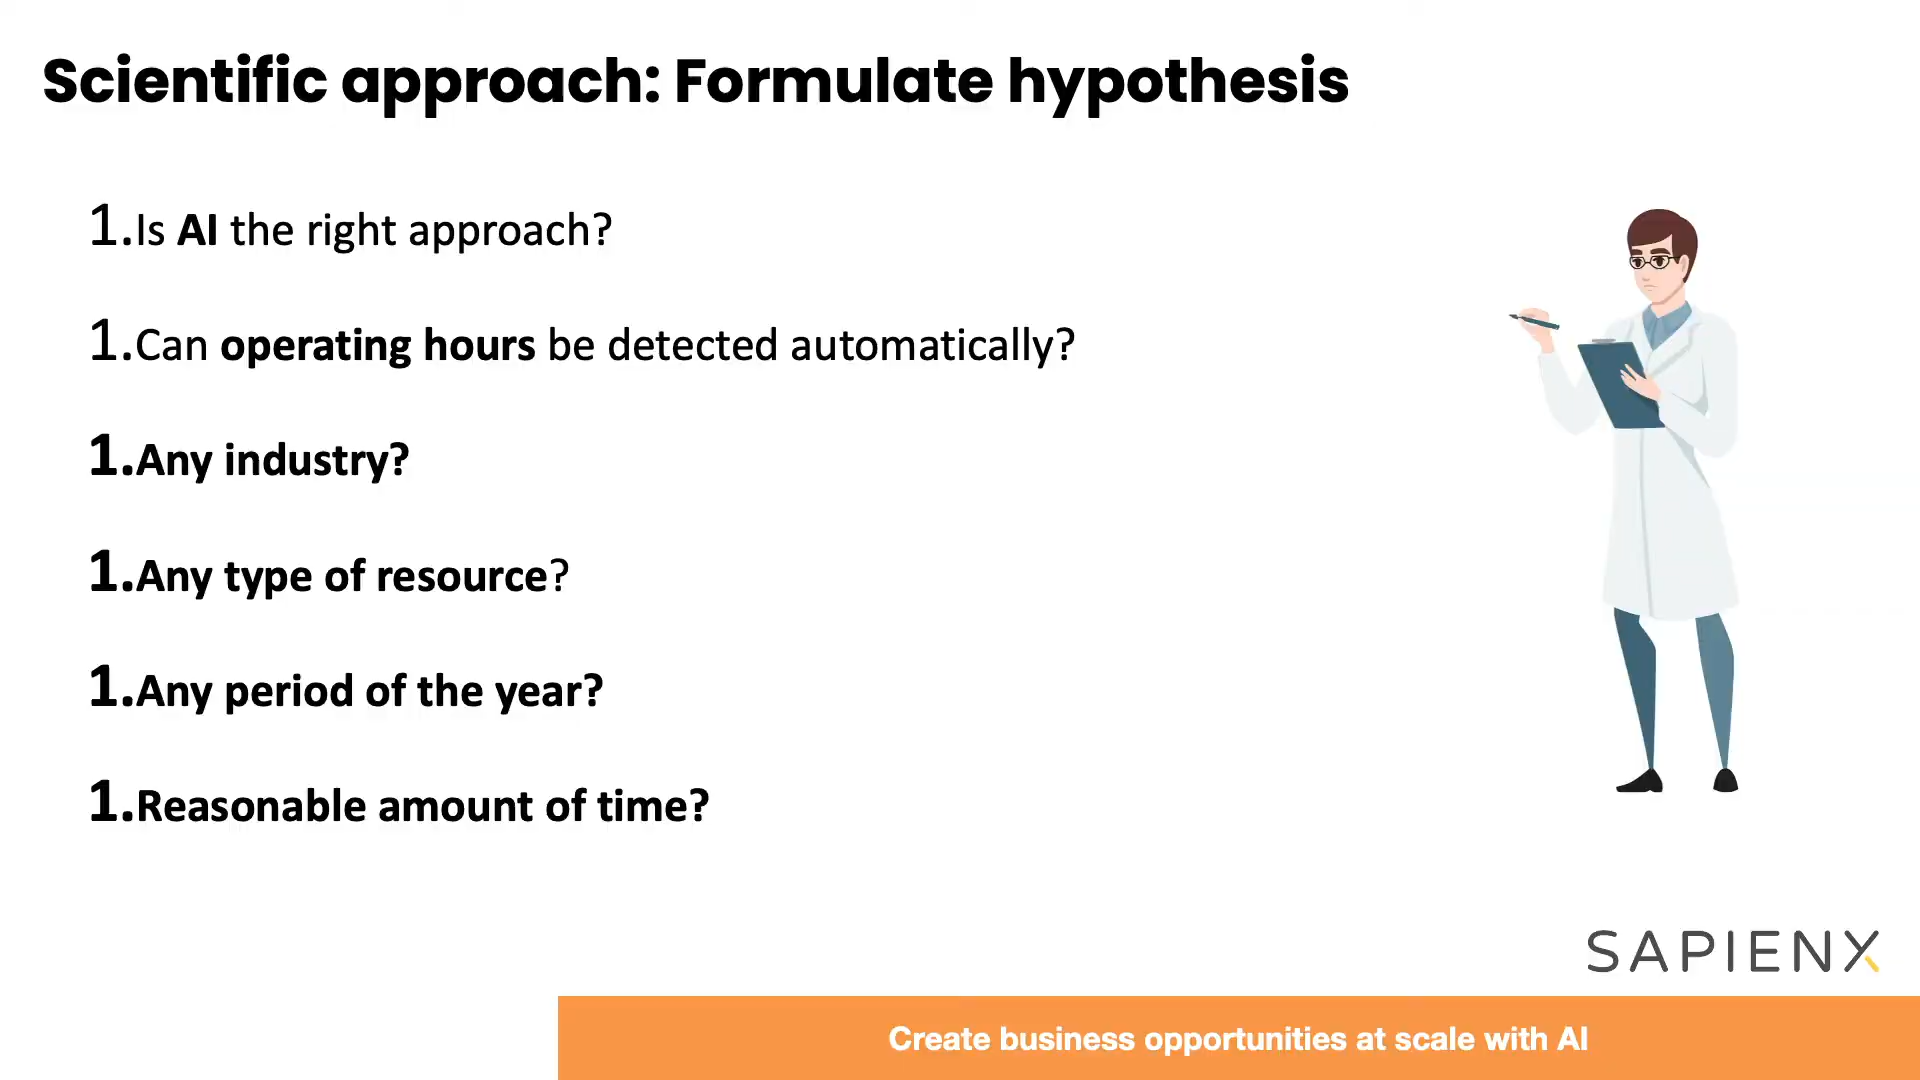 Scientific approach: Formulate hypothesis
1.Is AI the right approach?
1.Can operating hours be detected automatically?
1.Any industry?
1.Any type of resource?
1.Any period of the year?
1.Reasonable amount of time?
SAPIENX
Create business opportunities at scale with AI